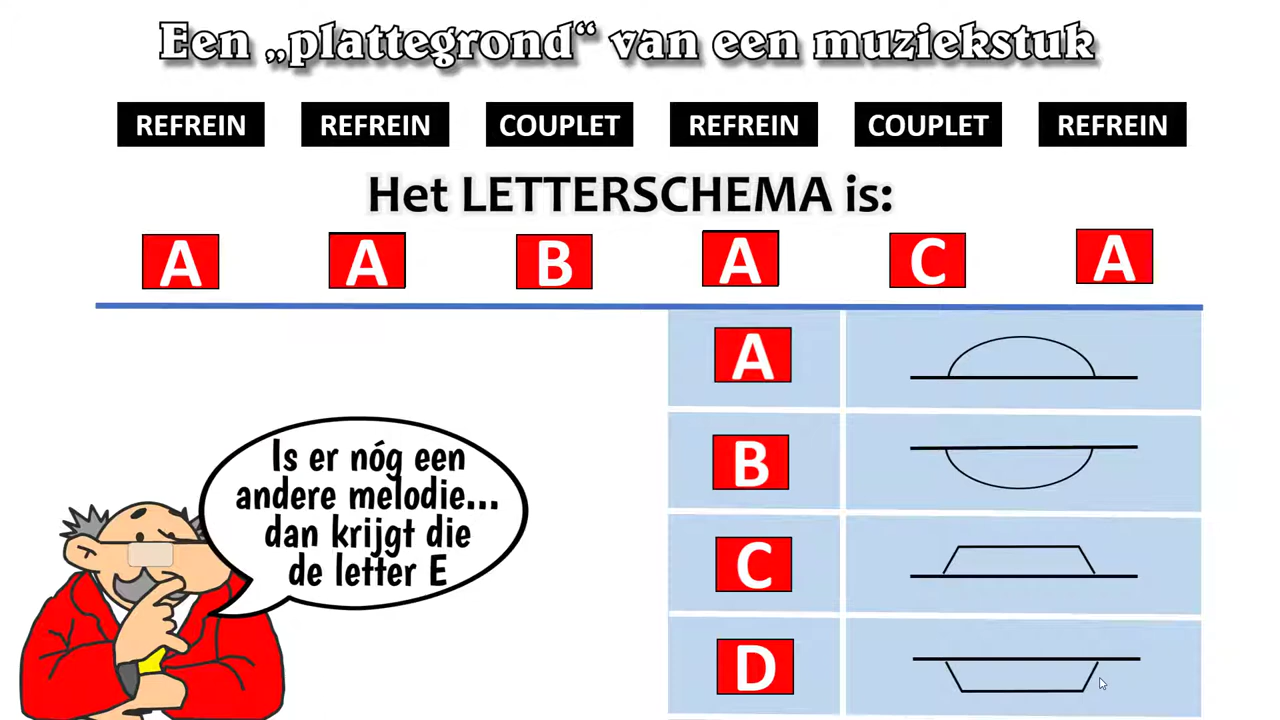 Een „plattegrond“ van een muziekstuk
REFREIN REFREIN COUPLET REFREIN COUPLET REFREIN
Het LETTERSCHEMA is:
A A B A C A
A
B
C
D
Is er nóg een
andere melodie...
dan krijgt die
de letter E